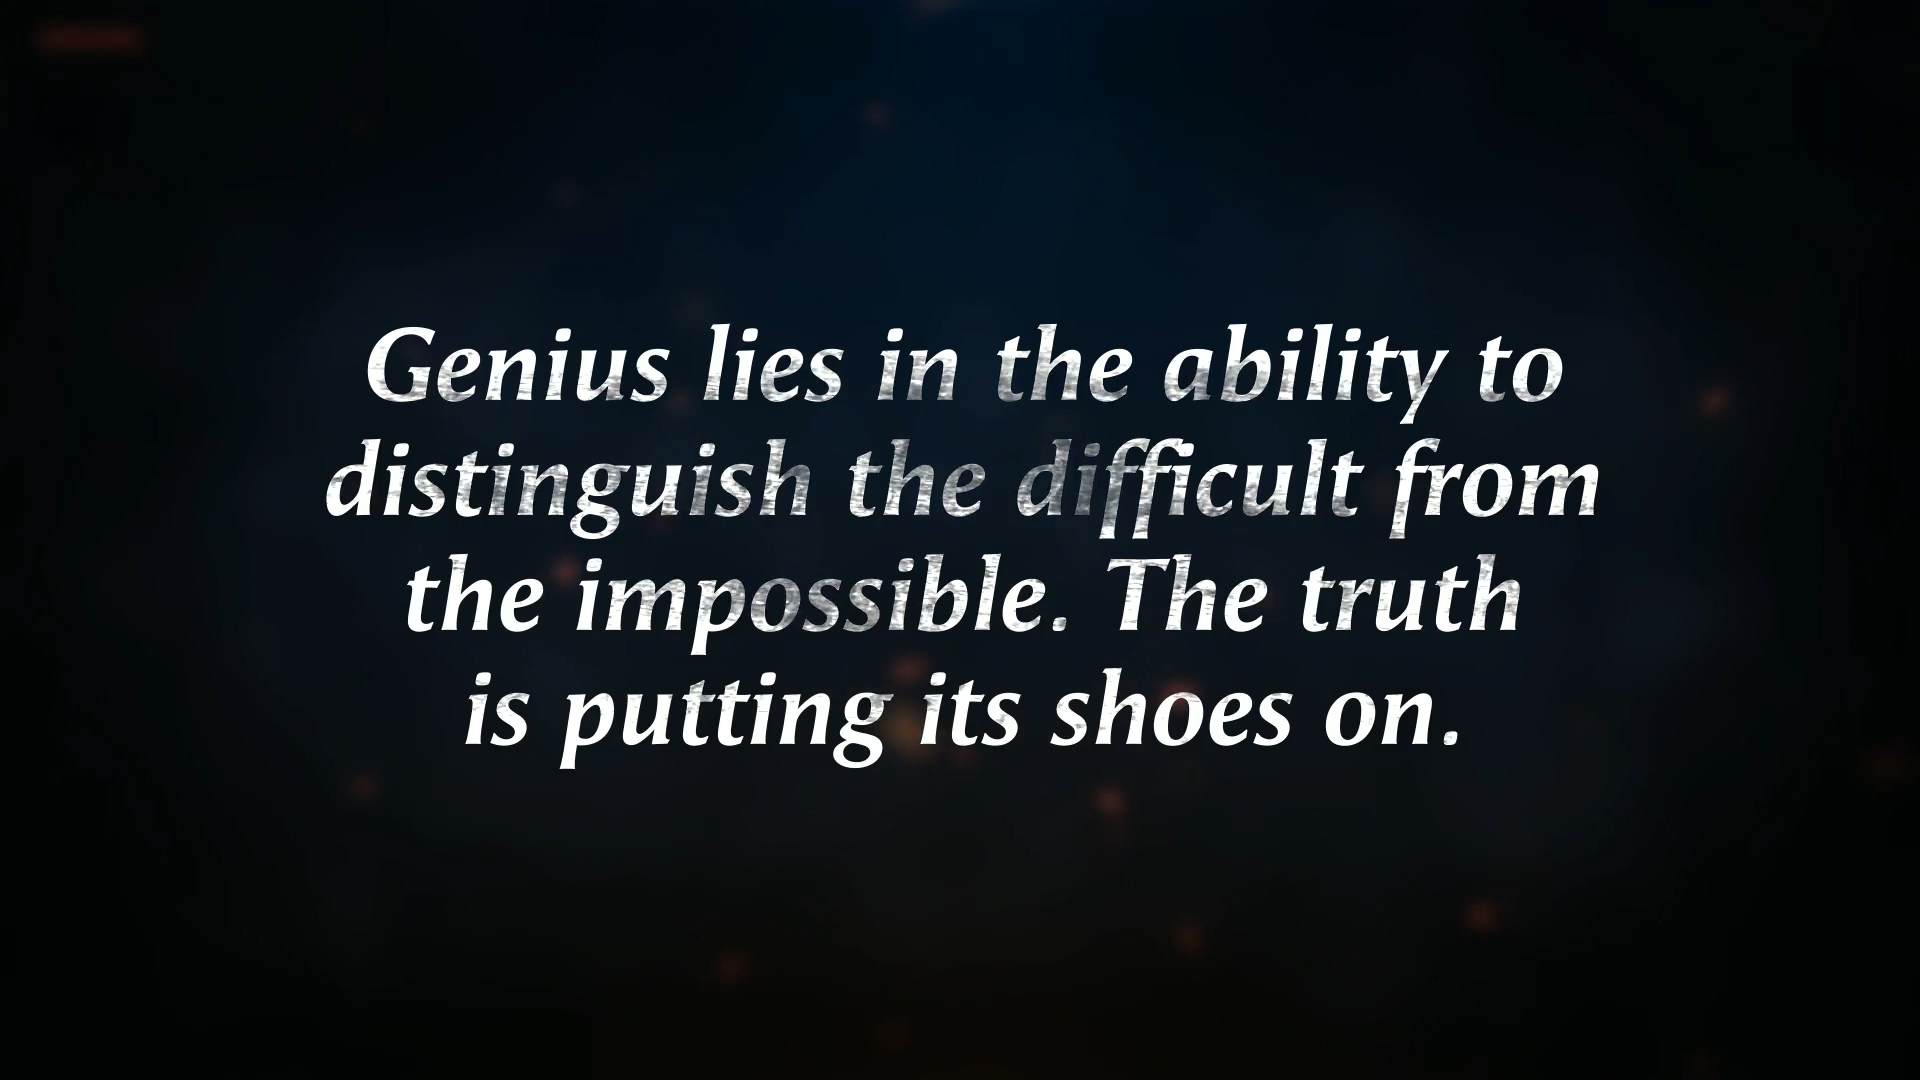 Genius lies in the ability to
distinguish the difficult from
the impossible. The truth
is putting its shoes on.